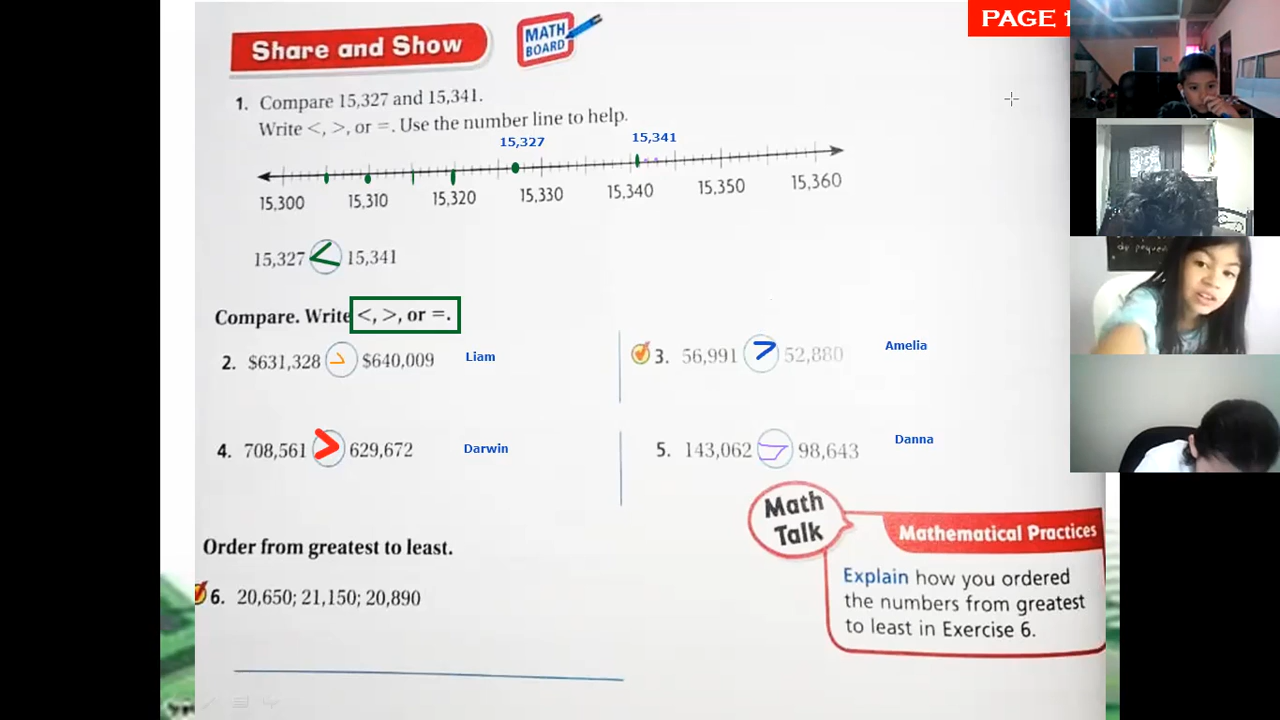 PAGE 1
Share and Show
MATH
BOARD
1. Compare 15,327 and 15,341.
Write <, >, or =. Use the number line to help.
15,327 15,341
15,300 15,310 15,320 15,330 15,340 15,350 15,360
15,327 < 15,341
Compare. Write <, >, or =.
2. $631,328 > $640,009 Liam
3. 56,991 > 52,880 Amelia
4. 708,561 > 629,672 Darwin
5. 143,062 > 98,643 Danna
Math
Talk
Mathematical Practices
Explain how you ordered
the numbers from greatest
to least in Exercise 6.
Order from greatest to least.
6. 20,650; 21,150; 20,890